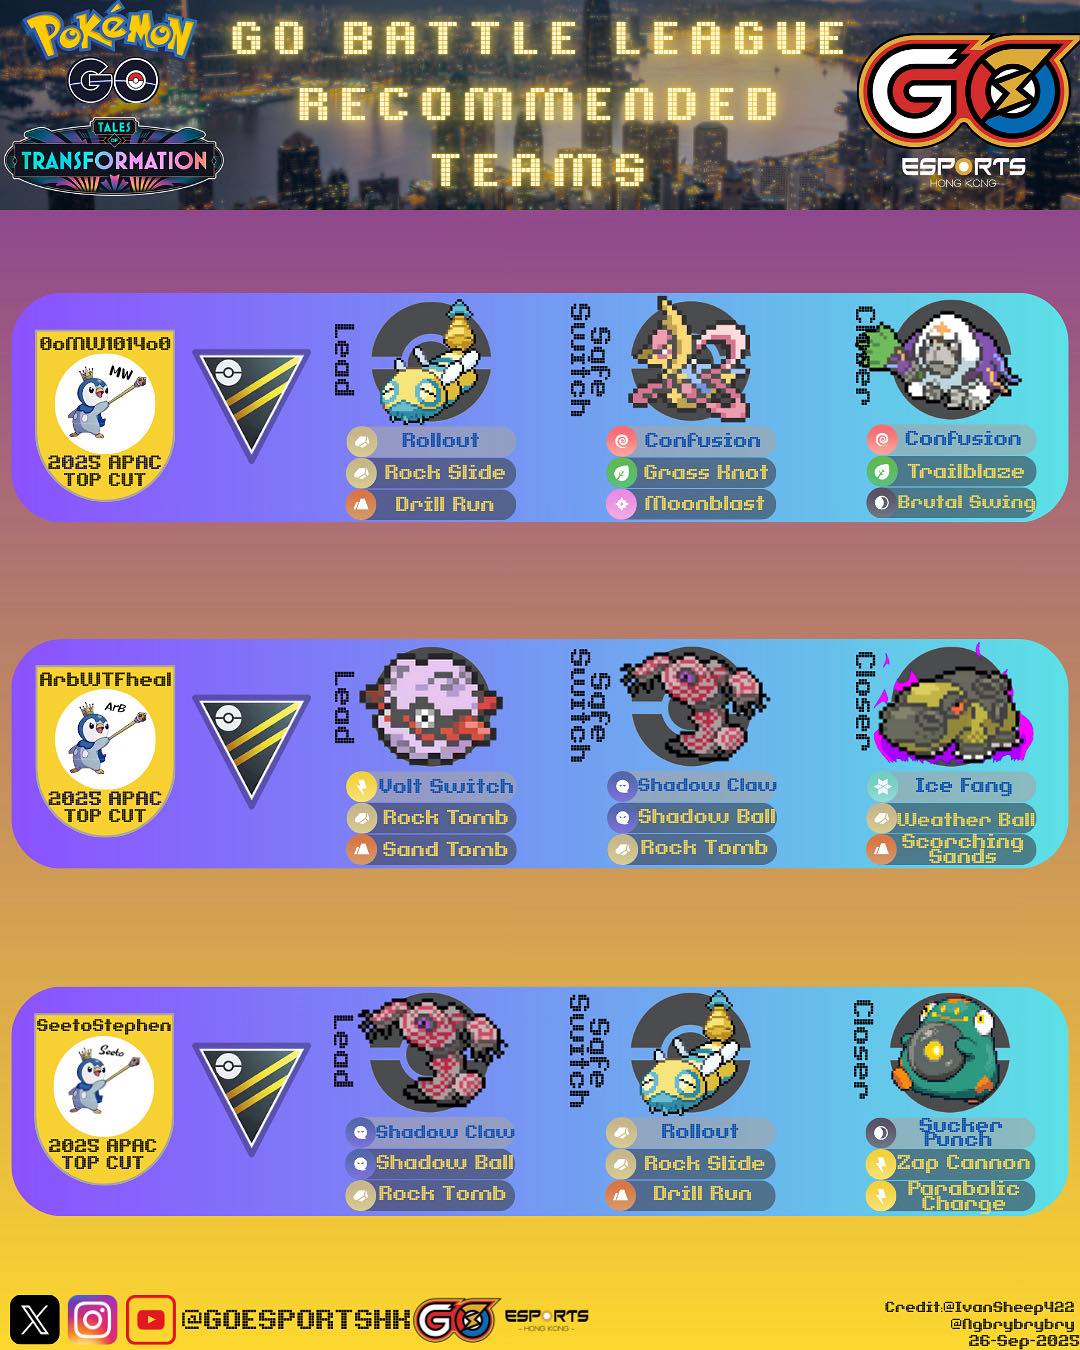 POKéMON
GO
TALES
OF
TRANSFORMATION
GO BATTLE LEAGUE
RECOMMENDED
TEAMS
GO
ESPORTS
- HONG KONG -
0oMW1014o0
MW
2025 APAC
TOP CUT
Lead
Rollout
Rock Slide
Drill Run
Safe
Switch
Confusion
Grass Knot
Moonblast
Closer
Confusion
Trailblaze
Brutal Swing
ArbWTFheal
ArB
2025 APAC
TOP CUT
Lead
Volt Switch
Rock Tomb
Sand Tomb
Safe
Switch
Shadow Claw
Shadow Ball
Rock Tomb
Closer
Ice Fang
Weather Ball
Scorching
Sands
SeetoStephen
Seeto
2025 APAC
TOP CUT
Lead
Shadow Claw
Shadow Ball
Rock Tomb
Safe
Switch
Rollout
Rock Slide
Drill Run
Closer
Sucker
Punch
Zap Cannon
Parabolic
Charge
@GOESPORTSHK
GO
ESPORTS
- HONG KONG -
Credit:@IvanSheep422
@Ngbrybrybry
26-Sep-2025